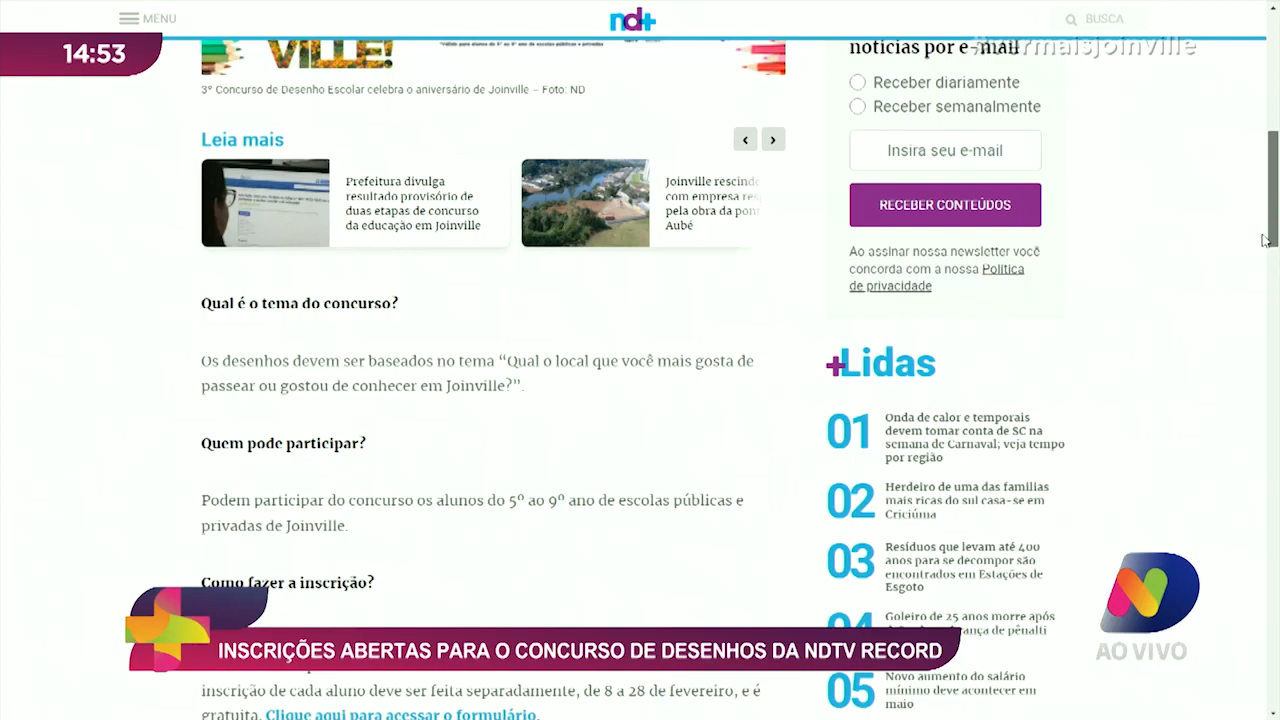 MENU
nd+
BUSCA
14:53
VILLE!
notícias por e-mail
#vermaisjoinville
3º Concurso de Desenho Escolar celebra o aniversário de Joinville – Foto: ND
Receber diariamente
Receber semanalmente
Insira seu e-mail
RECEBER CONTEÚDOS
Ao assinar nossa newsletter você
concorda com a nossa Política
de privacidade
Leia mais
Prefeitura divulga
resultado provisório de
duas etapas de concurso
da educação em Joinville
Joinville rescinde
com empresa
pela obra da
Aubé
Qual é o tema do concurso?
Os desenhos devem ser baseados no tema “Qual o local que você mais gosta de
passear ou gostou de conhecer em Joinville?”.
Quem pode participar?
Podem participar do concurso os alunos do 5º ao 9º ano de escolas públicas e
privadas de Joinville.
Como fazer a inscrição?
inscrição de cada aluno deve ser feita separadamente, de 8 a 28 de fevereiro, e é
gratuita. Clique aqui para acessar o formulário.
+Lidas
01
Onda de calor e temporais
devem tomar conta de SC na
semana de Carnaval; veja tempo
por região
02
Herdeiro de uma das famílias
mais ricas do sul casa-se em
Criciúma
03
Resíduos que levam até 400
anos para se decompor são
encontrados em Estações de
Esgoto
04
Goleiro de 25 anos morre após
de pênalti
05
Novo aumento do salário
mínimo deve acontecer em
maio
INSCRIÇÕES ABERTAS PARA O CONCURSO DE DESENHOS DA NDTV RECORD
AO VIVO